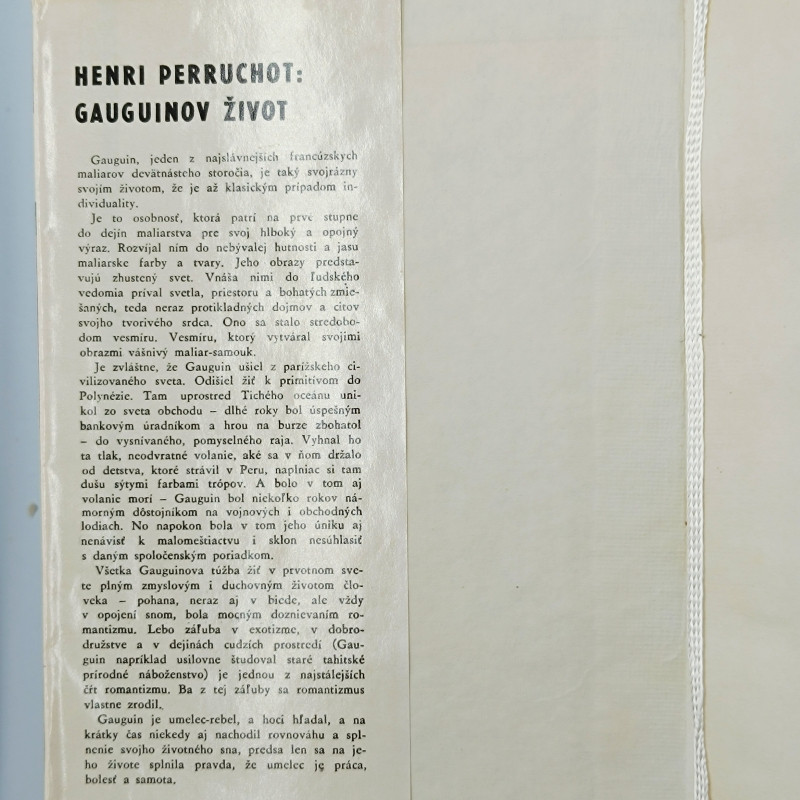 HENRI PERRUCHOT:
GAUGUINOV ŽIVOT
Gauguin, jeden z najslávnejších francúzskych
maliarov devätnásteho storočia, je taký svojrázny
svojím životom, že je až klasickým prípadom in-
dividuality.
Je to osobnosť, ktorá patrí na prvé stupne
do dejín maliarstva pre svoj hlboký a opojný
výraz. Rozvíjal ním do nebývalej hutnosti a jasu
maliarske farby a tvary. Jeho obrazy predsta-
vujú zhustený svet. Vnáša nimi do ľudského
vedomia príval svetla, priestoru a bohatých zmie-
šaných, teda neraz protikladných dojmov a citov
svojho tvorivého srdca. Ono sa stalo stredobo-
dom vesmíru. Vesmíru, ktorý vytváral svojimi
obrazmi vášnivý maliar-samouk.
Je zvláštne, že Gauguin ušiel z parížskeho ci-
vilizovaného sveta. Odišiel žiť k primitívom do
Polynézie. Tam uprostred Tichého oceánu uni-
kol zo sveta obchodu – dlhé roky bol úspešným
bankovým úradníkom a hrou na burze zbohatol
– do vysnívaného, pomyselného raja. Vyhnal ho
ta tlak, neodvratné volanie, aké sa v ňom držalo
od detstva, ktoré strávil v Peru, naplniac si tam
dušu sýtymi farbami trópov. A bolo v tom aj
volanie morí – Gauguin bol niekoľko rokov ná-
morným dôstojníkom na vojnových i obchodných
lodiach. No napokon bola v tom jeho úniku aj
nenávisť k malomeštiactvu i sklon nesúhlasiť
s daným spoločenským poriadkom.
Všetka Gauguinova túžba žiť v prvotnom sve-
te plným zmyslovým i duchovným životom člo-
veka – pohana, neraz aj v biede, ale vždy
v opojení snom, bola mocným doznievaním ro-
mantizmu. Lebo záľuba v exotizme, v dobro-
družstve a v dejinách cudzích prostredí (Gau-
guin napríklad usilovne študoval staré tahitské
prírodné náboženstvo) je jednou z najstálejších
čŕt romantizmu. Ba z tej záľuby sa romantizmus
vlastne zrodil.
Gauguin je umelec-rebel, a hoci hľadal, a na
krátky čas niekedy aj nachodil rovnováhu a spl-
nenie svojho životného sna, predsa len sa na je-
ho živote splnila pravda, že umelec je práca,
bolesť a samota.